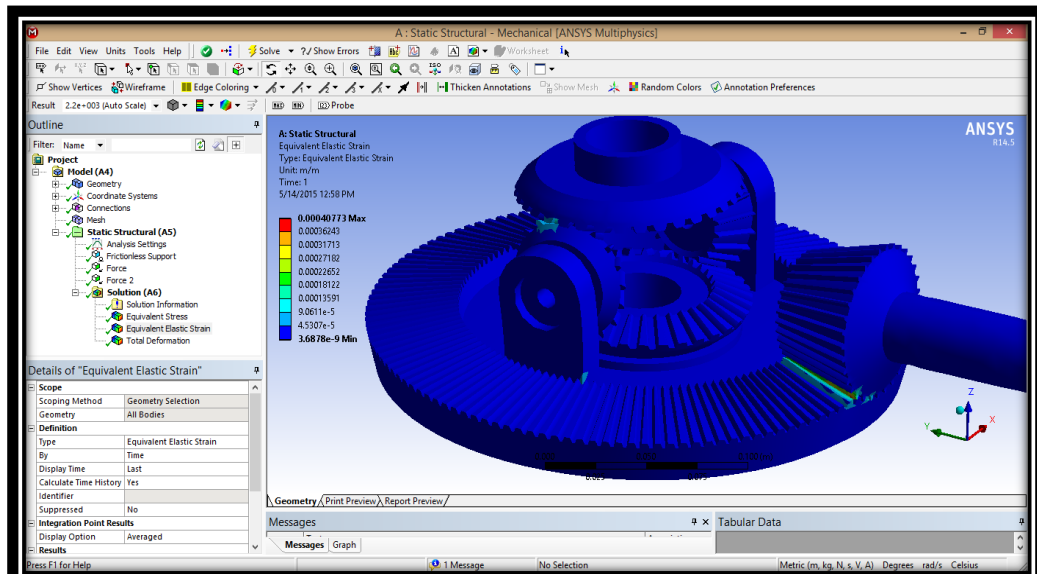 A : Static Structural - Mechanical [ANSYS Multiphysics]
File Edit View Units Tools Help Solve ?/ Show Errors Worksheet
Show Vertices Wireframe Edge Coloring Thicken Annotations Show Mesh Random Colors Annotation Preferences
Result 2.2e+003 (Auto Scale) Probe
Outline
Filter: Name
Project
Model (A4)
Geometry
Coordinate Systems
Connections
Mesh
Static Structural (A5)
Analysis Settings
Frictionless Support
Force
Force 2
Solution (A6)
Solution Information
Equivalent Stress
Equivalent Elastic Strain
Total Deformation
Details of "Equivalent Elastic Strain"
Scope
Scoping Method Geometry Selection
Geometry All Bodies
Definition
Type Equivalent Elastic Strain
By Time
Display Time Last
Calculate Time History Yes
Identifier
Suppressed No
Integration Point Results
Display Option Averaged
Results
A: Static Structural
Equivalent Elastic Strain
Type: Equivalent Elastic Strain
Unit: m/m
Time: 1
5/14/2015 12:58 PM
0.00040773 Max
0.00036243
0.00031713
0.00027182
0.00022652
0.00018122
0.00013591
9.0611e-5
4.5307e-5
3.6878e-9 Min
ANSYS
R14.5
Z
Y
X
Geometry Print Preview Report Preview
Messages
Messages Graph
Tabular Data
Press F1 for Help 1 Message No Selection Metric (m, kg, N, s, V, A) Degrees rad/s Celsius